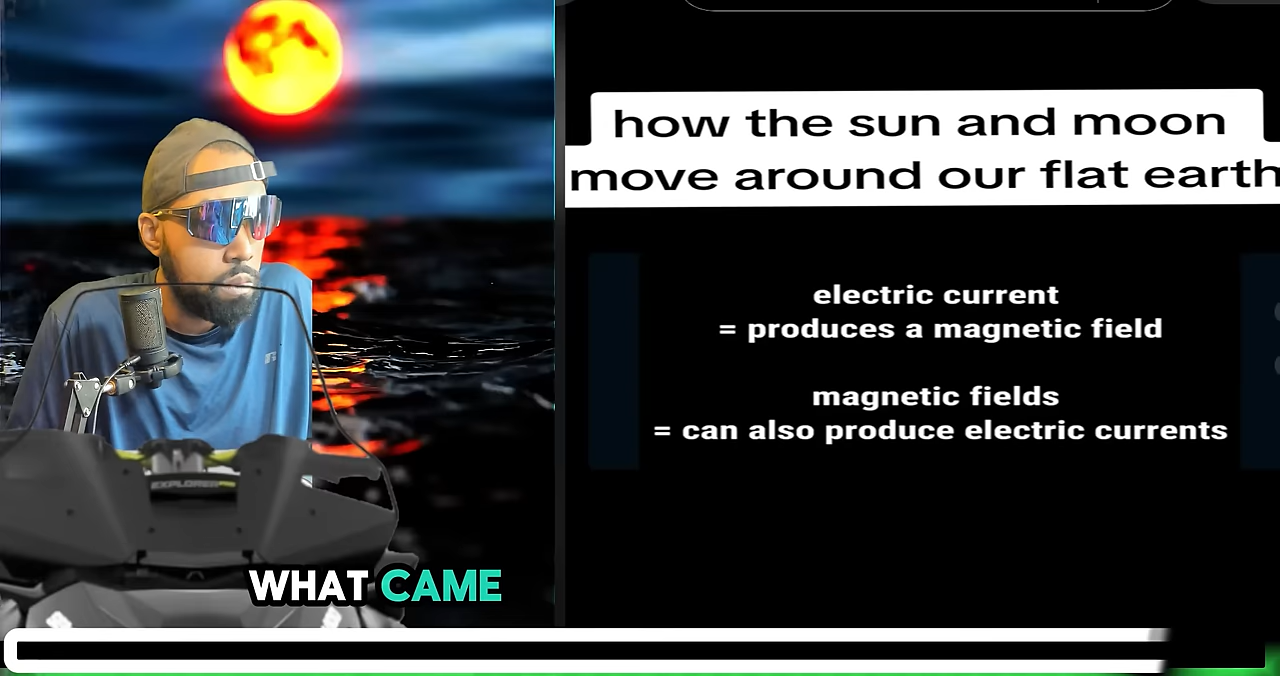 how the sun and moon
move around our flat earth
electric current
= produces a magnetic field
magnetic fields
= can also produce electric currents
EXPLORER
WHAT CAME